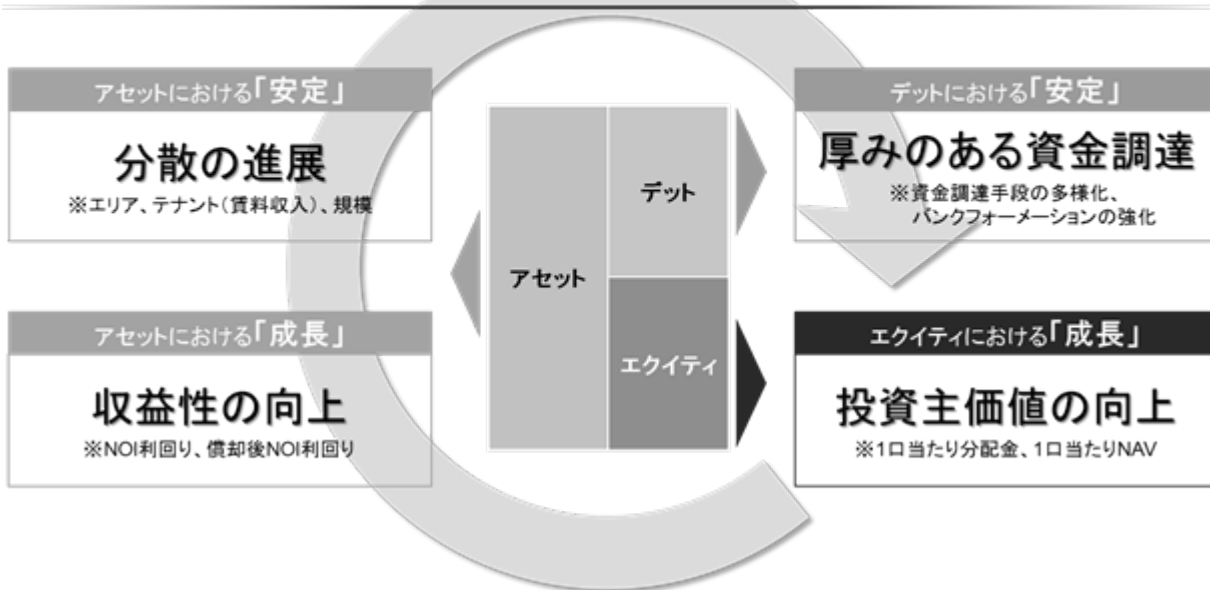 アセットにおける「安定」
分散の進展
※エリア、テナント(賃料収入)、規模
アセットにおける「成長」
収益性の向上
※NOI利回り、償却後NOI利回り
アセット
デット
エクイティ
デットにおける「安定」
厚みのある資金調達
※資金調達手段の多様化、
バンクフォーメーションの強化
エクイティにおける「成長」
投資主価値の向上
※1口当たり分配金、1口当たりNAV